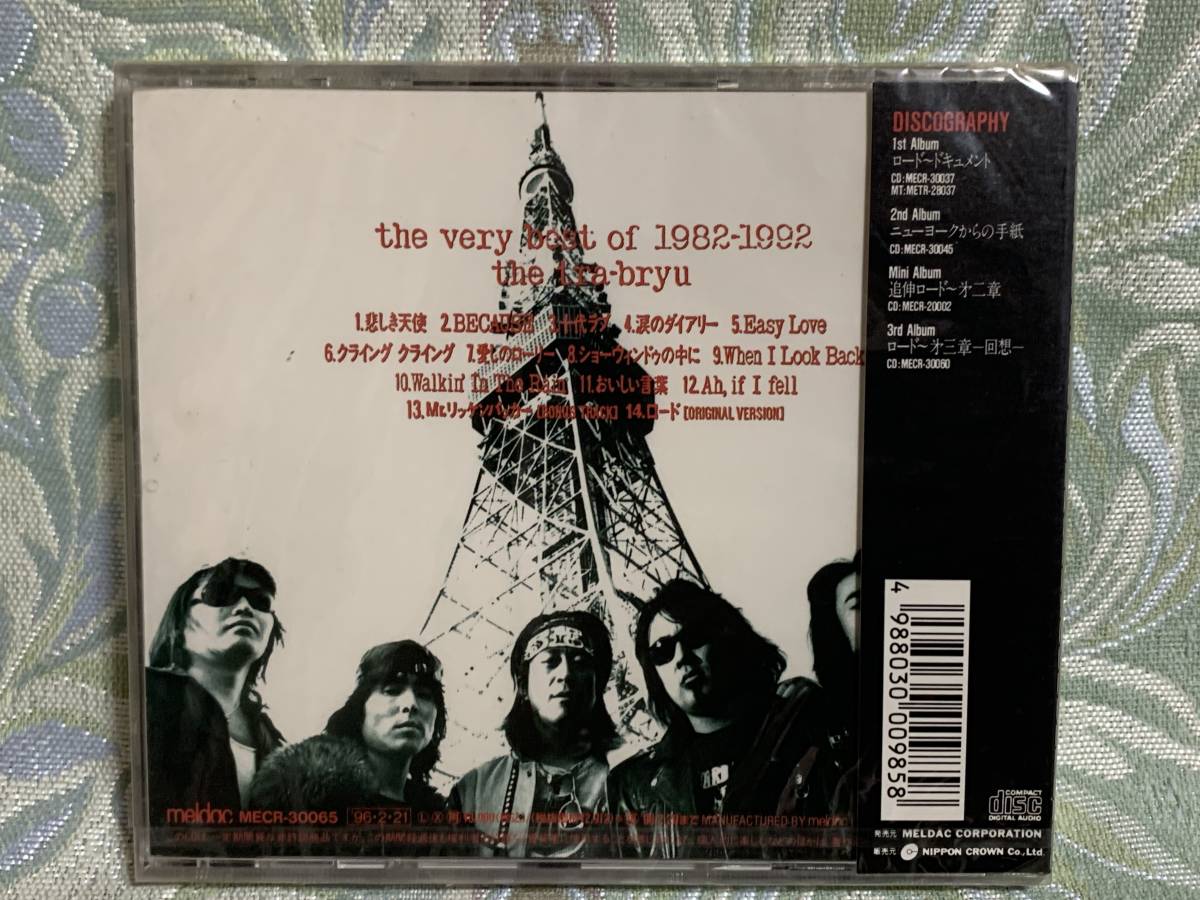 the very best of 1982-1992
the tra-bryu
1.悲しき天使 2.BECAUSE 3.十代ラブ 4.涙のダイアリー 5.Easy Love
6.クライング クライング 7.愛しのローリー 8.ショーウィンドゥの中に 9.When I Look Back
10.Walkin' In The Rain 11.おいしい言葉 12.Ah, if I fell
13.Mr.リッケンバッカー [BONUS TRACK] 14.ロード [ORIGINAL VERSION]
meldac MECR-30065 '96・2・21 MANUFACTURED BY meldac
DISCOGRAPHY
1st Album
ロード〜ドキュメント
CD:MECR-30037
MT:METR-28037
2nd Album
ニューヨークからの手紙
CD:MECR-30045
Mini Album
追伸ロード〜才二章
CD:MECR-20002
3rd Album
ロード〜才三章ー回想ー
CD:MECR-30060
4 988030 009858
COMPACT
disc
DIGITAL AUDIO
発売元 MELDAC CORPORATION
販売元 NIPPON CROWN Co.,Ltd.